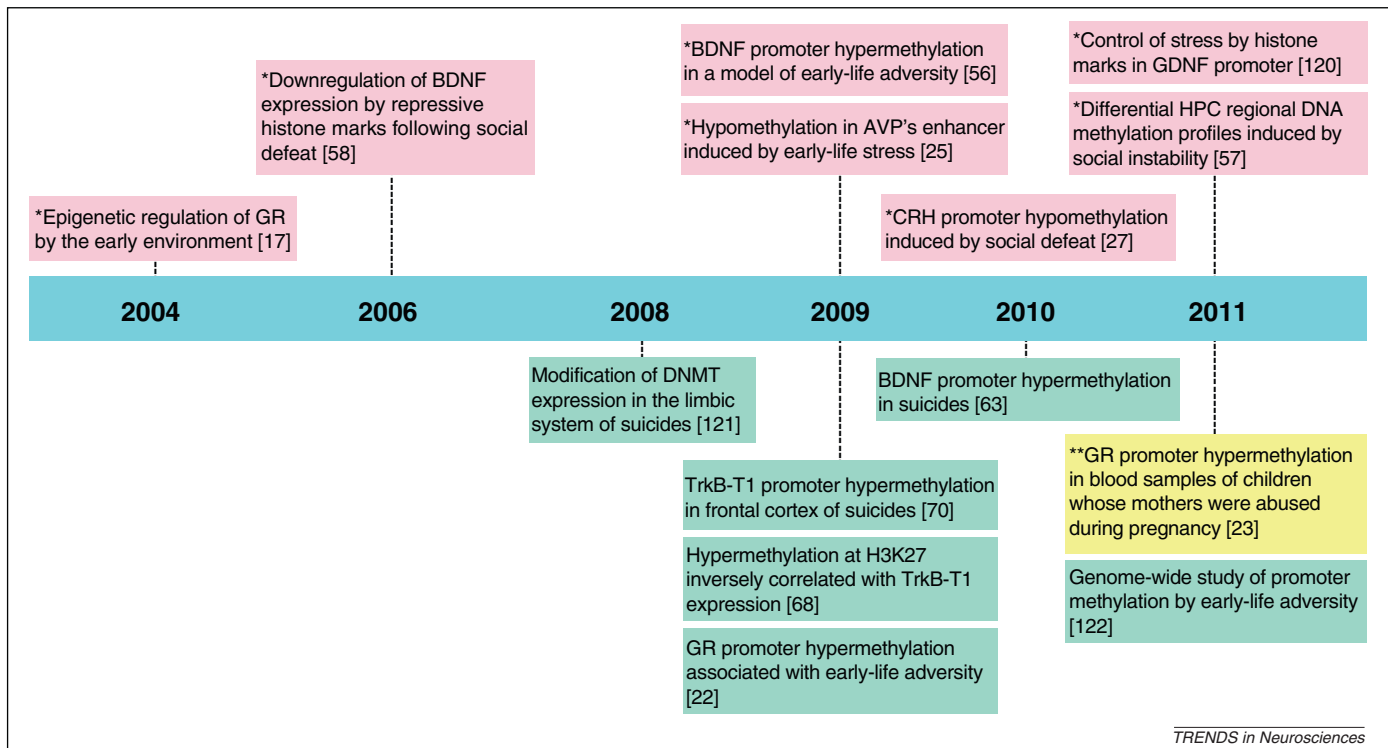 *Epigenetic regulation of GR
by the early environment [17]
*Downregulation of BDNF
expression by repressive
histone marks following social
defeat [58]
*BDNF promoter hypermethylation
in a model of early-life adversity [56]
*Hypomethylation in AVP's enhancer
induced by early-life stress [25]
*CRH promoter hypomethylation
induced by social defeat [27]
*Control of stress by histone
marks in GDNF promoter [120]
*Differential HPC regional DNA
methylation profiles induced by
social instability [57]
2004 2006 2008 2009 2010 2011
Modification of DNMT
expression in the limbic
system of suicides [121]
TrkB-T1 promoter hypermethylation
in frontal cortex of suicides [70]
Hypermethylation at H3K27
inversely correlated with TrkB-T1
expression [68]
GR promoter hypermethylation
associated with early-life adversity
[22]
BDNF promoter hypermethylation
in suicides [63]
**GR promoter hypermethylation
in blood samples of children
whose mothers were abused
during pregnancy [23]
Genome-wide study of promoter
methylation by early-life adversity
[122]
TRENDS in Neurosciences